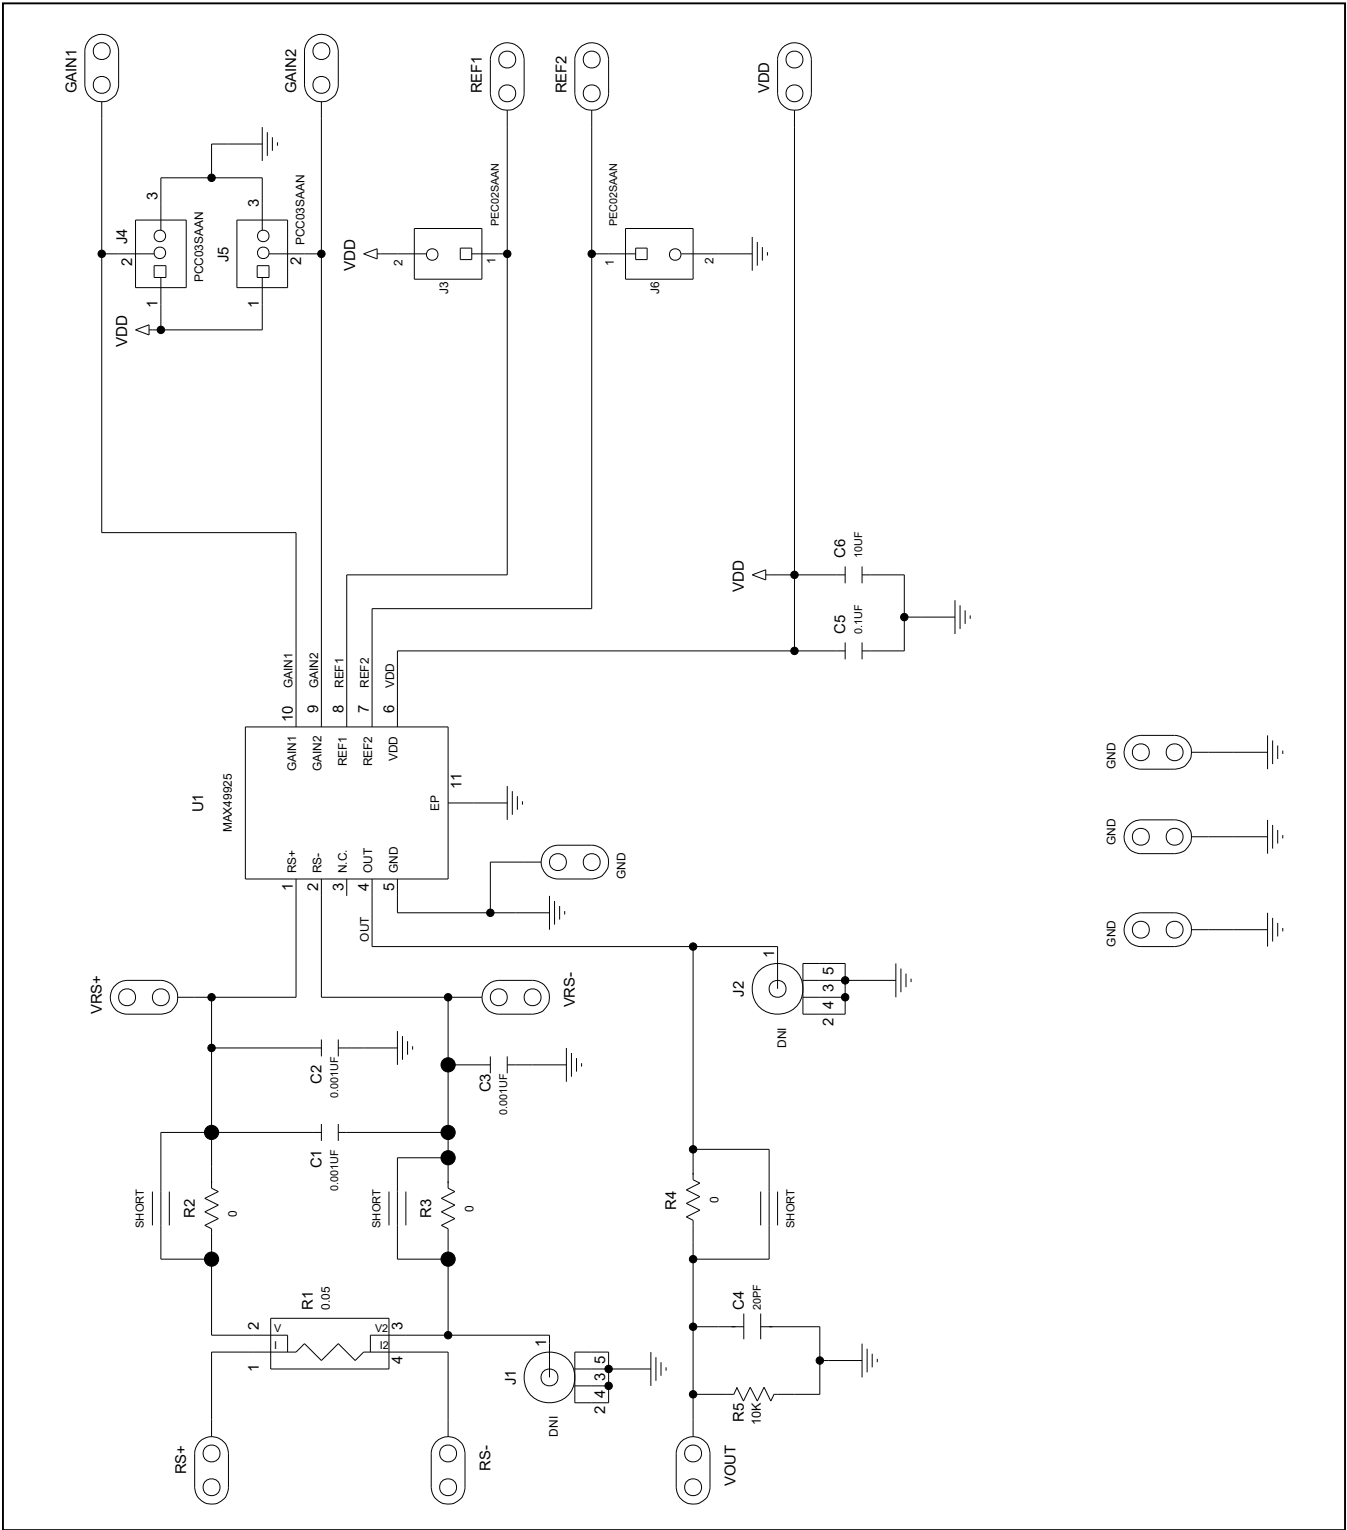 GAIN1
GAIN2
REF1
REF2
VDD
J4
PCC03SAAN
1
2
3
J5
PCC03SAAN
1
2
3
VDD
VDD
J3
PEC02SAAN
1
2
J6
PEC02SAAN
1
2
VDD
C6
10UF
C5
0.1UF
GAIN1
GAIN2
REF1
REF2
VDD
10
9
8
7
6
U1
MAX49925
GAIN1
GAIN2
REF1
REF2
VDD
EP
11
RS+
RS-
N.C.
OUT
GND
1
2
3
4
5
OUT
GND
GND
GND
GND
VRS+
VRS-
C2
0.001UF
C3
0.001UF
C1
0.001UF
SHORT
R2
0
SHORT
R3
0
R4
0
SHORT
J2
DNI
1
2
4
3
5
R1
0.05
2
V
I
1
V2
3
I2
4
J1
DNI
1
2
4
3
5
C4
20PF
R5
10K
RS+
RS-
VOUT